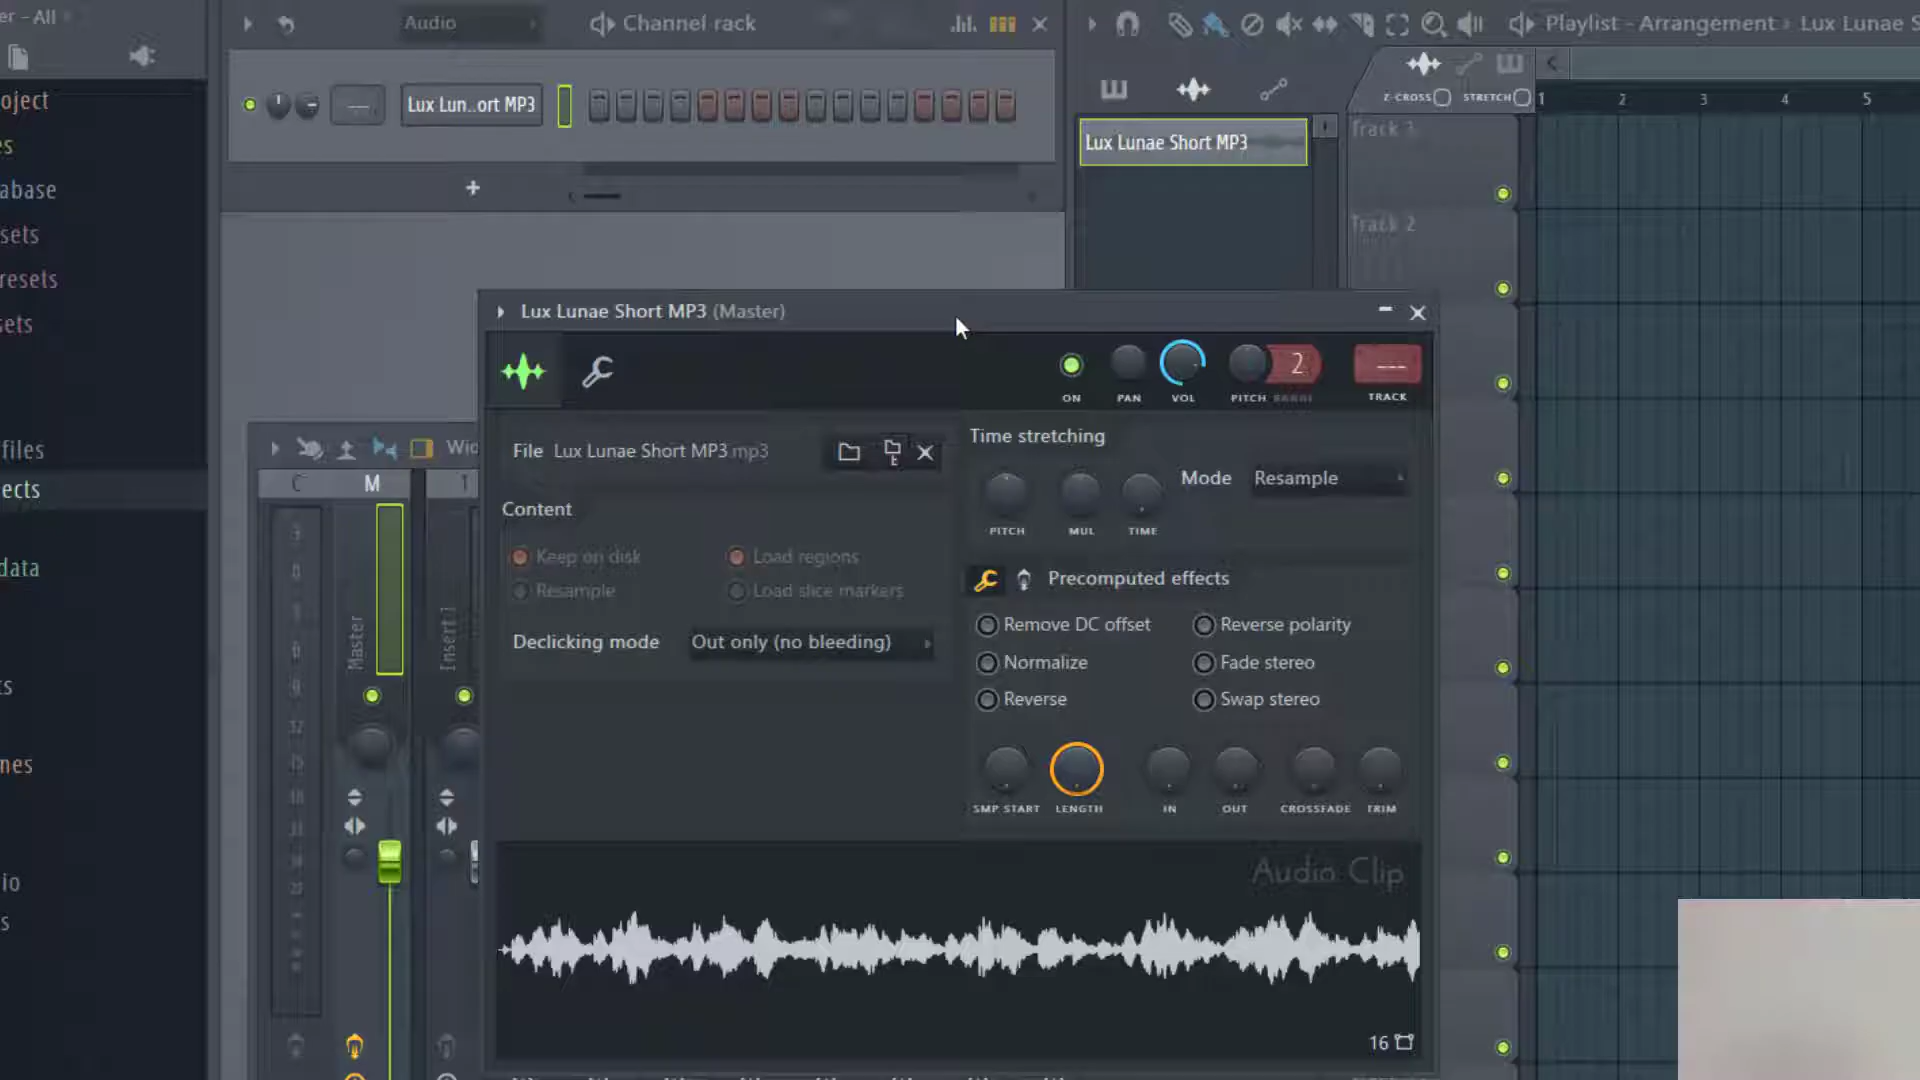 er - All
Audio
Channel rack
Playlist - Arrangement › Lux Lunae S
Lux Lun..ort MP3
Z-CROSS
STRETCH
1 2 3 4 5
oject
es
abase
sets
resets
sets
files
ects
data
ts
nes
io
s
Lux Lunae Short MP3
Track 1
Track 2
Lux Lunae Short MP3 (Master)
2
---
ON PAN VOL PITCH RANGE TRACK
File Lux Lunae Short MP3.mp3
Time stretching
PITCH MUL TIME
Mode Resample
Content
Keep on disk
Load regions
Resample
Load slice markers
Declicking mode Out only (no bleeding)
Precomputed effects
Remove DC offset
Reverse polarity
Normalize
Fade stereo
Reverse
Swap stereo
SMP START LENGTH IN OUT CROSSFADE TRIM
Audio Clip
16
Wid
C M 1
Master
Insert 1